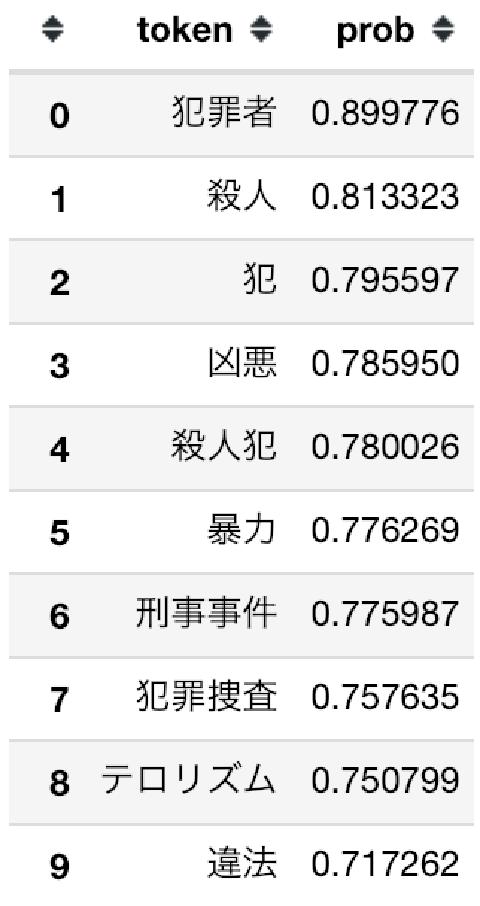 token prob
0 犯罪者 0.899776
1 殺人 0.813323
2 犯 0.795597
3 凶悪 0.785950
4 殺人犯 0.780026
5 暴力 0.776269
6 刑事事件 0.775987
7 犯罪捜査 0.757635
8 テロリズム 0.750799
9 違法 0.717262